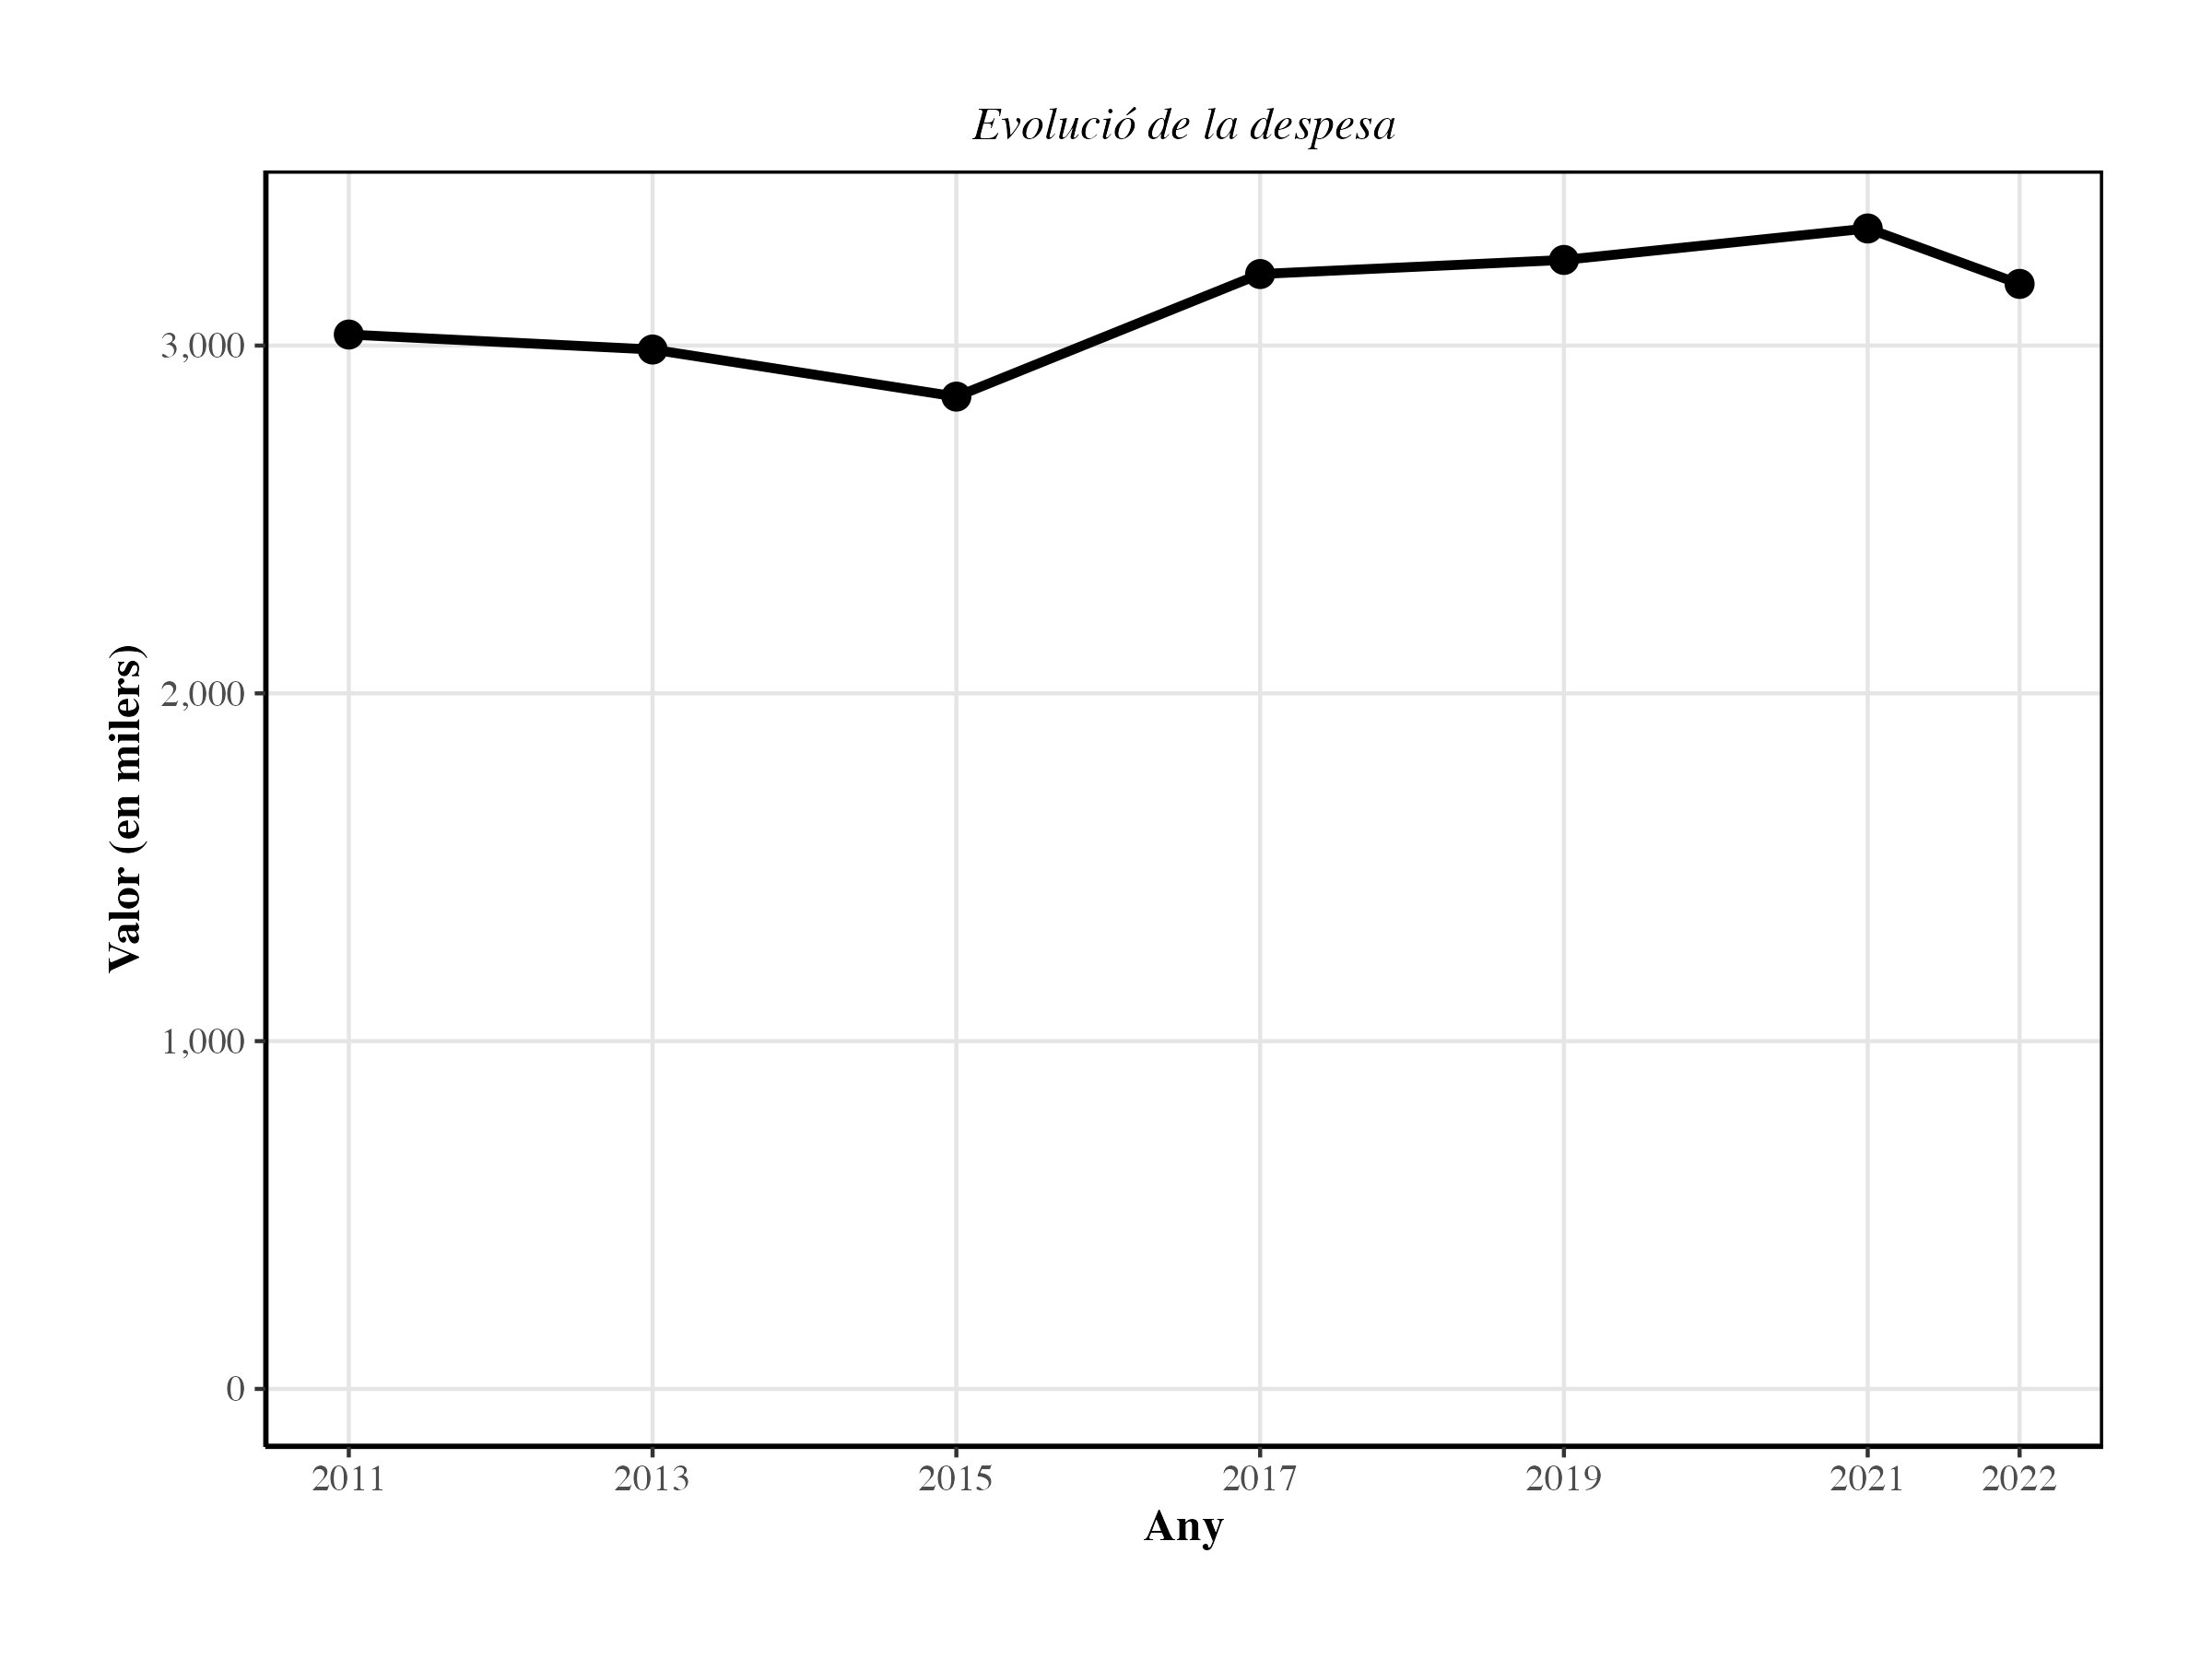 Evolució de la despesa
Valor (en milers)
3,000
2,000
1,000
0
2011 2013 2015 2017 2019 2021 2022
Any